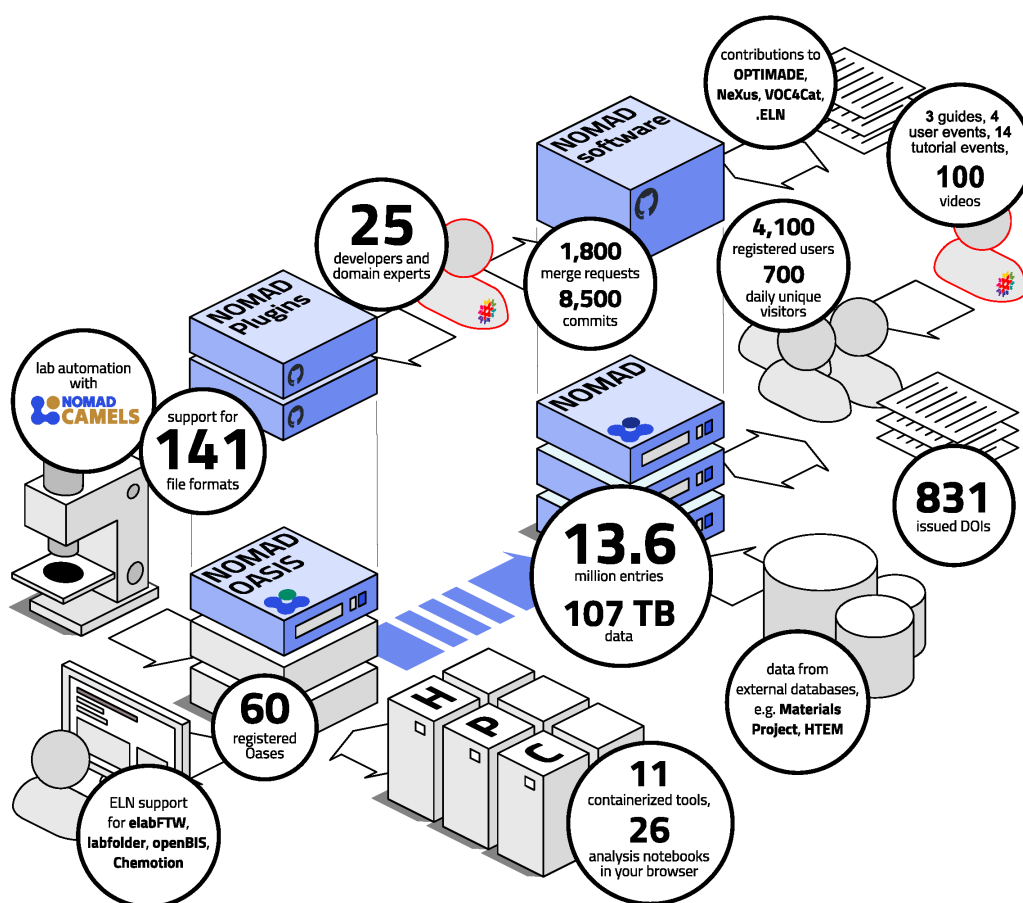 contributions to
OPTIMADE,
NeXus, VOC4Cat,
.ELN
3 guides, 4
user events, 14
tutorial events,
100
videos
NOMAD
software
25
developers and
domain experts
1,800
merge requests
8,500
commits
4,100
registered users
700
daily unique
visitors
NOMAD
Plugins
lab automation
with
NOMAD
CAMELS
support for
141
file formats
NOMAD
831
issued DOIs
13.6
million entries
107 TB
data
NOMAD
OASIS
data from
external databases,
e.g. Materials
Project, HTEM
60
registered
Oases
H
P
C
11
containerized tools,
26
analysis notebooks
in your browser
ELN support
for elabFTW,
labfolder, openBIS,
Chemotion